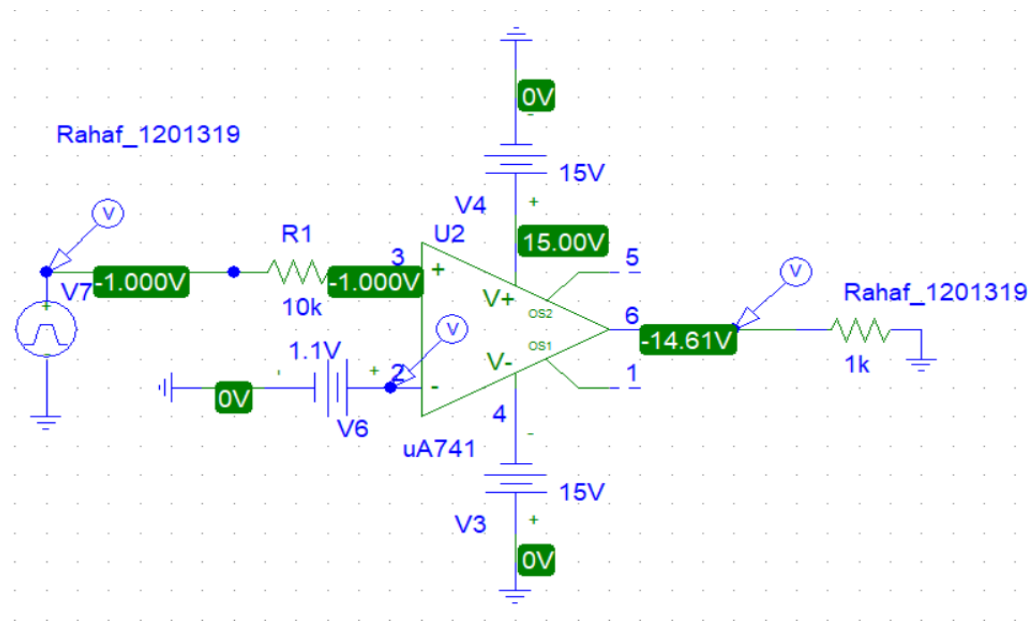 0V
Rahaf_1201319
15V
V4
+
-
V
U2
15.00V
R1
3
5
V
-1.000V
-1.000V
+
V+
Rahaf_1201319
V7
+
-
10k
OS2
6
V
-14.61V
1.1V
OS1
1k
-
+
2
-
V-
1
0V
V6
4
uA741
-
15V
V3
+
0V